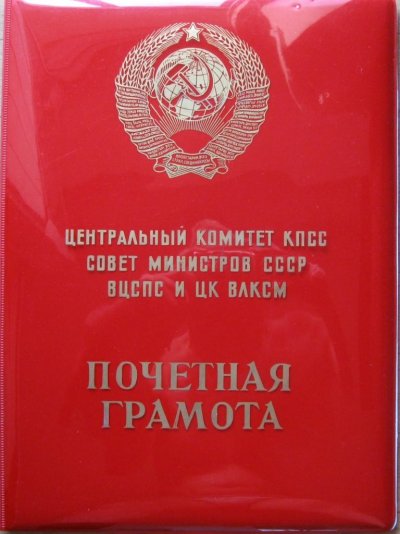 ЦЕНТРАЛЬНЫЙ КОМИТЕТ КПСС
СОВЕТ МИНИСТРОВ СССР
ВЦСПС И ЦК ВЛКСМ
ПОЧЕТНАЯ
ГРАМОТА